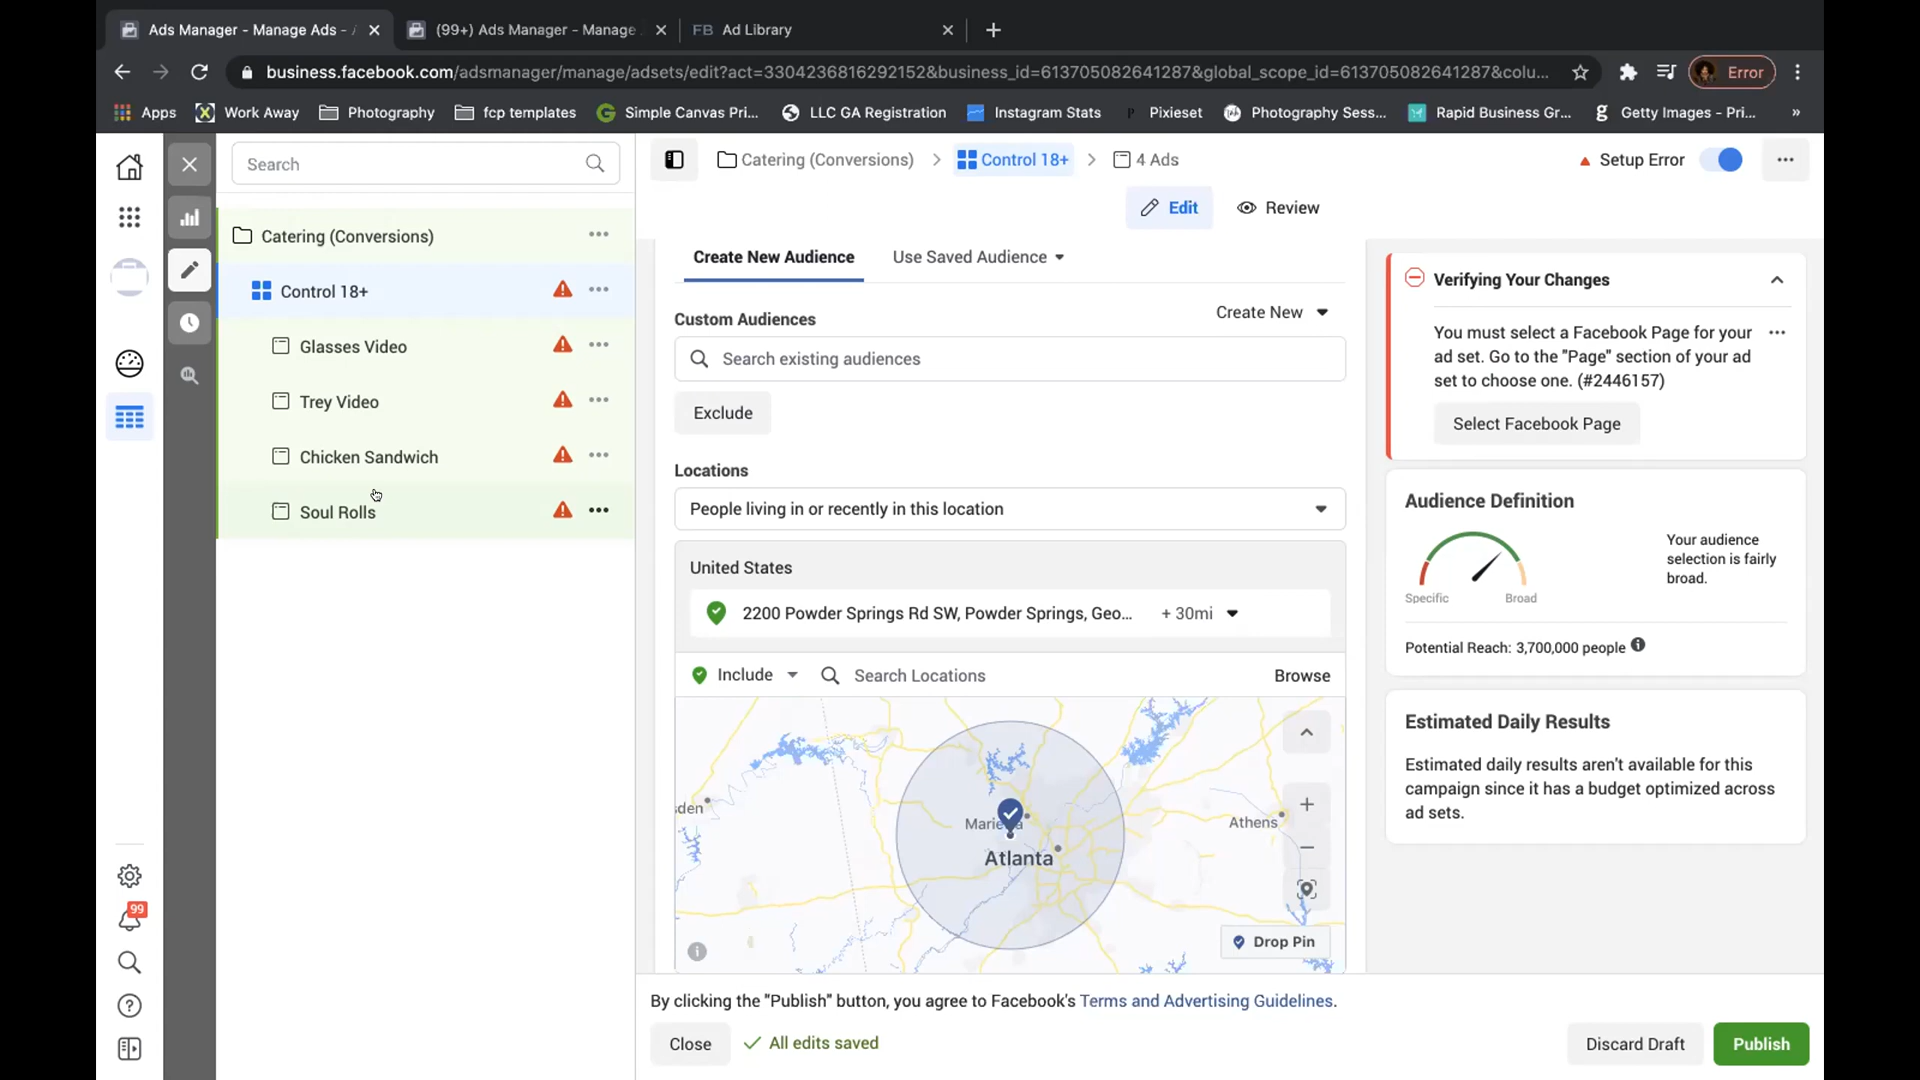 Ads Manager - Manage Ads - A
(99+) Ads Manager - Manage
FB Ad Library
business.facebook.com/adsmanager/manage/adsets/edit?act=3304236816292152&business_id=613705082641287&global_scope_id=613705082641287&colu...
Error
Apps
Work Away
Photography
fcp templates
Simple Canvas Pri...
LLC GA Registration
Instagram Stats
Pixieset
Photography Sess...
Rapid Business Gr...
Getty Images - Pri...
»
Search
Catering (Conversions)
Control 18+
Glasses Video
Trey Video
Chicken Sandwich
Soul Rolls
99
Catering (Conversions) > Control 18+ > 4 Ads
Setup Error
Edit
Review
Create New Audience
Use Saved Audience
Custom Audiences
Create New
Search existing audiences
Exclude
Locations
People living in or recently in this location
United States
2200 Powder Springs Rd SW, Powder Springs, Geo... + 30mi
Include
Search Locations
Browse
sden
Athens
Atlanta
Drop Pin
Verifying Your Changes
You must select a Facebook Page for your
ad set. Go to the "Page" section of your ad
set to choose one. (#2446157)
Select Facebook Page
Audience Definition
Your audience
selection is fairly
broad.
Specific
Broad
Potential Reach: 3,700,000 people
Estimated Daily Results
Estimated daily results aren't available for this
campaign since it has a budget optimized across
ad sets.
By clicking the "Publish" button, you agree to Facebook's Terms and Advertising Guidelines.
Close
All edits saved
Discard Draft
Publish